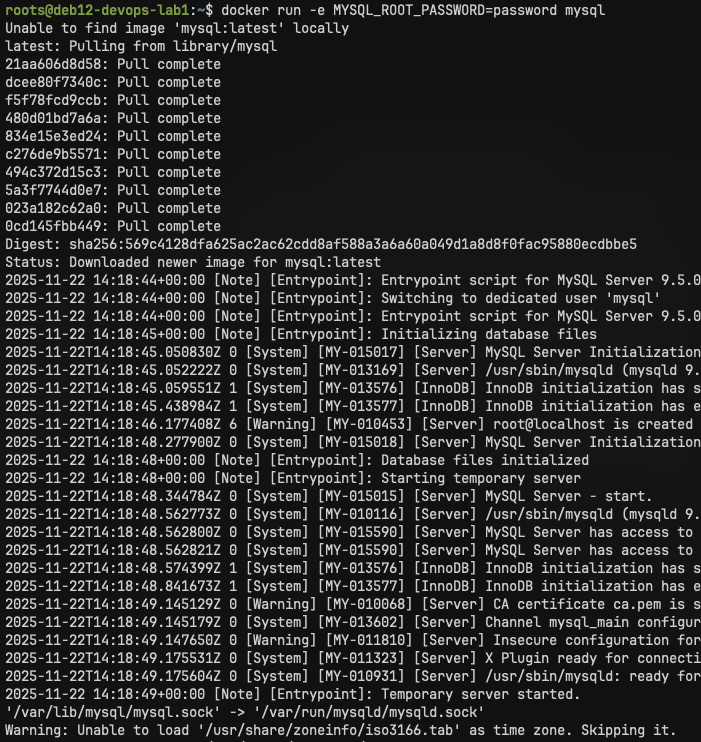 roots@deb12-devops-lab1:~$ docker run -e MYSQL_ROOT_PASSWORD=password mysql
Unable to find image 'mysql:latest' locally
latest: Pulling from library/mysql
21aa606d8d58: Pull complete
dcee80f7340c: Pull complete
f5f78fcd9ccb: Pull complete
480d01bd7a6a: Pull complete
834e15e3ed24: Pull complete
c276de9b5571: Pull complete
494c372d15c3: Pull complete
5a3f7744d0e7: Pull complete
023a182c62a0: Pull complete
0cd145fbb449: Pull complete
Digest: sha256:569c4128dfa625ac2ac62cdd8af588a3a6a60a049d1a8d8f0fac95880ecdbbe5
Status: Downloaded newer image for mysql:latest
2025-11-22 14:18:44+00:00 [Note] [Entrypoint]: Entrypoint script for MySQL Server 9.5.0
2025-11-22 14:18:44+00:00 [Note] [Entrypoint]: Switching to dedicated user 'mysql'
2025-11-22 14:18:44+00:00 [Note] [Entrypoint]: Entrypoint script for MySQL Server 9.5.0
2025-11-22 14:18:45+00:00 [Note] [Entrypoint]: Initializing database files
2025-11-22T14:18:45.050830Z 0 [System] [MY-015017] [Server] MySQL Server Initialization
2025-11-22T14:18:45.052222Z 0 [System] [MY-013169] [Server] /usr/sbin/mysqld (mysqld 9.
2025-11-22T14:18:45.059551Z 1 [System] [MY-013576] [InnoDB] InnoDB initialization has s
2025-11-22T14:18:45.438984Z 1 [System] [MY-013577] [InnoDB] InnoDB initialization has e
2025-11-22T14:18:46.177408Z 6 [Warning] [MY-010453] [Server] root@localhost is created
2025-11-22T14:18:48.277900Z 0 [System] [MY-015018] [Server] MySQL Server Initialization
2025-11-22 14:18:48+00:00 [Note] [Entrypoint]: Database files initialized
2025-11-22 14:18:48+00:00 [Note] [Entrypoint]: Starting temporary server
2025-11-22T14:18:48.344784Z 0 [System] [MY-015015] [Server] MySQL Server - start.
2025-11-22T14:18:48.562773Z 0 [System] [MY-010116] [Server] /usr/sbin/mysqld (mysqld 9.
2025-11-22T14:18:48.562800Z 0 [System] [MY-015590] [Server] MySQL Server has access to
2025-11-22T14:18:48.562821Z 0 [System] [MY-015590] [Server] MySQL Server has access to
2025-11-22T14:18:48.574399Z 1 [System] [MY-013576] [InnoDB] InnoDB initialization has s
2025-11-22T14:18:48.841673Z 1 [System] [MY-013577] [InnoDB] InnoDB initialization has e
2025-11-22T14:18:49.145129Z 0 [Warning] [MY-010068] [Server] CA certificate ca.pem is s
2025-11-22T14:18:49.145179Z 0 [System] [MY-013602] [Server] Channel mysql_main configur
2025-11-22T14:18:49.147650Z 0 [Warning] [MY-011810] [Server] Insecure configuration for
2025-11-22T14:18:49.175531Z 0 [System] [MY-011323] [Server] X Plugin ready for connecti
2025-11-22T14:18:49.175604Z 0 [System] [MY-010931] [Server] /usr/sbin/mysqld: ready for
2025-11-22 14:18:49+00:00 [Note] [Entrypoint]: Temporary server started.
'/var/lib/mysql/mysql.sock' -> '/var/run/mysqld/mysqld.sock'
Warning: Unable to load '/usr/share/zoneinfo/iso3166.tab' as time zone. Skipping it.